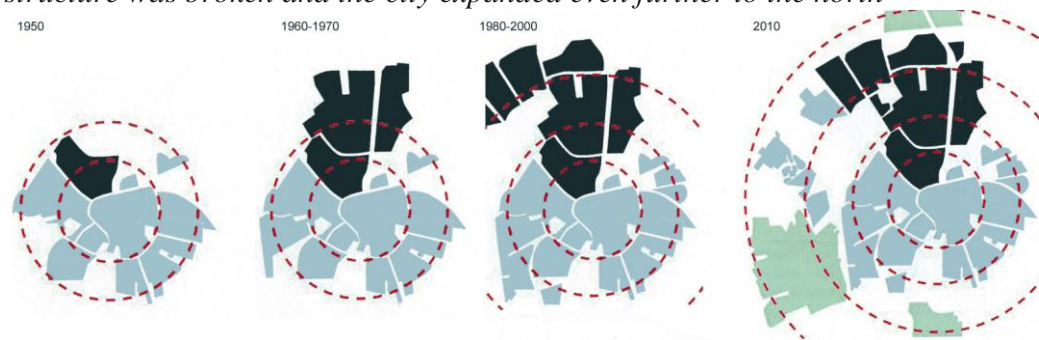 structure was broken and the city expanded even further to the north
1950
1960-1970
1980-2000
2010